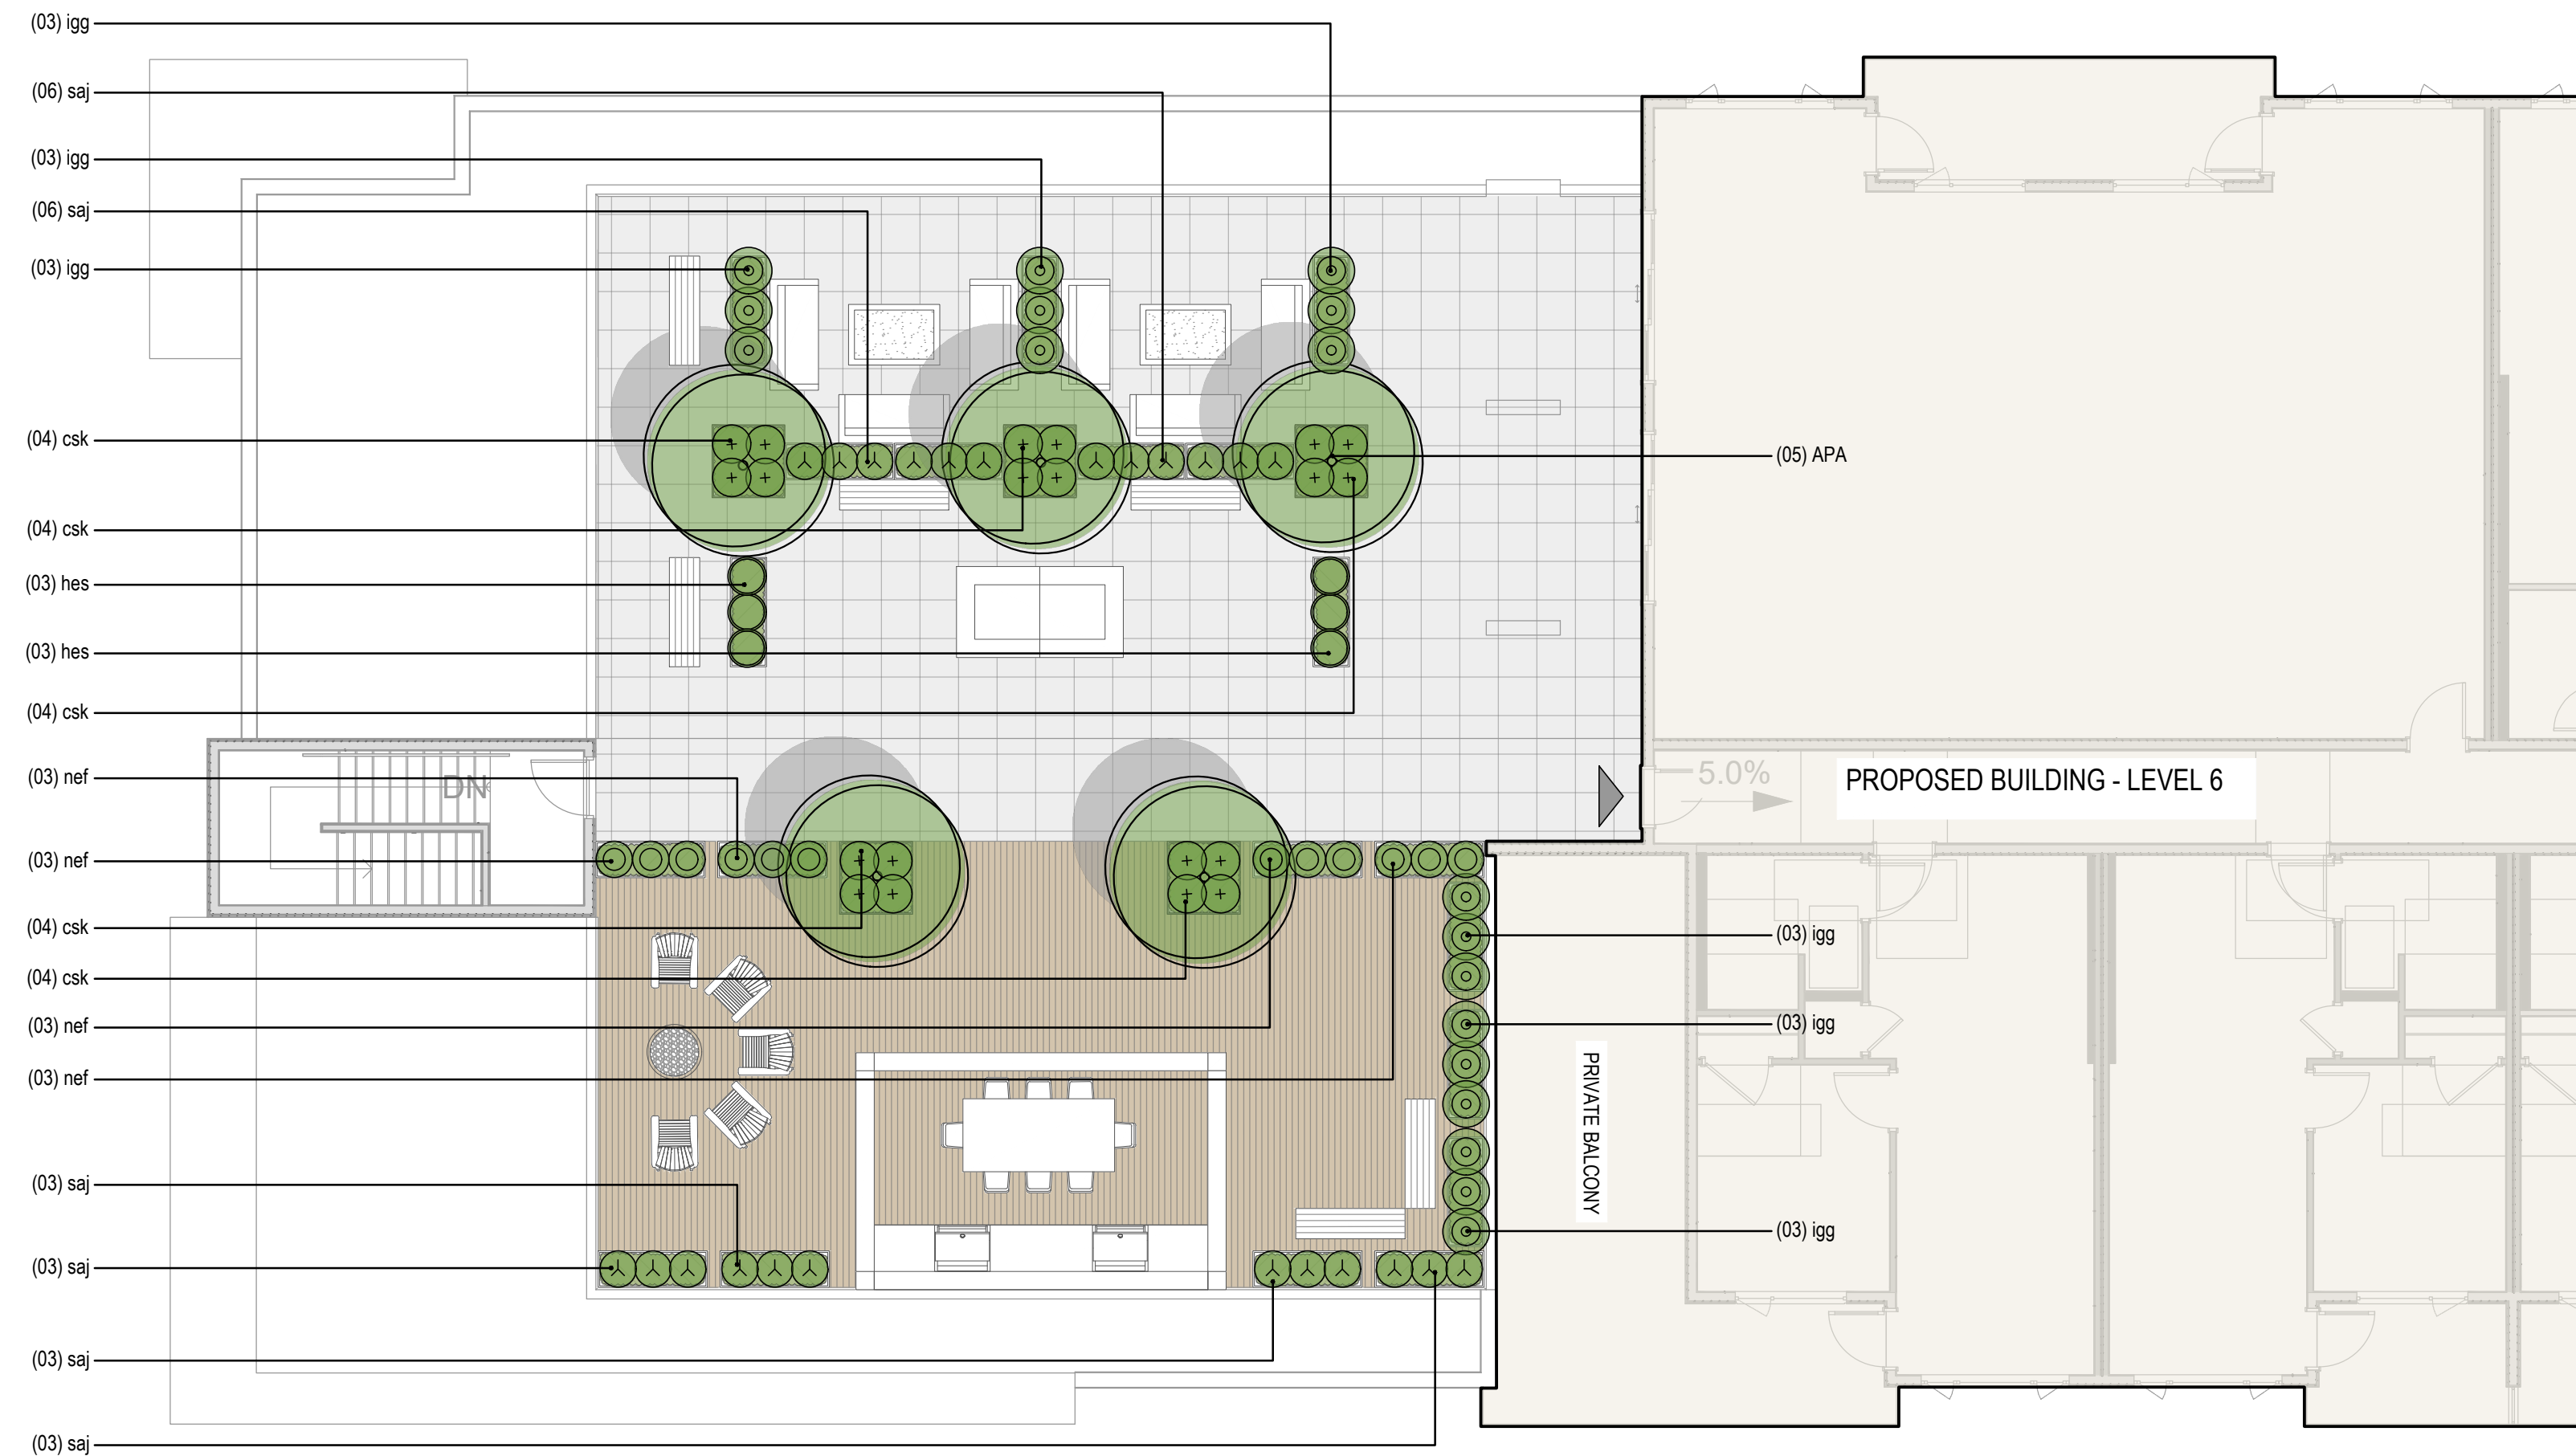 (03) igg
(06) saj
(03) igg
(06) saj
(03) igg
(04) csk
(05) APA
(04) csk
(03) hes
(03) hes
(04) csk
(03) nef
DN
5.0%
PROPOSED BUILDING - LEVEL 6
(03) nef
(04) csk
(03) igg
(04) csk
(03) nef
(03) igg
(03) nef
PRIVATE BALCONY
(03) saj
(03) igg
(03) saj
(03) saj
(03) saj